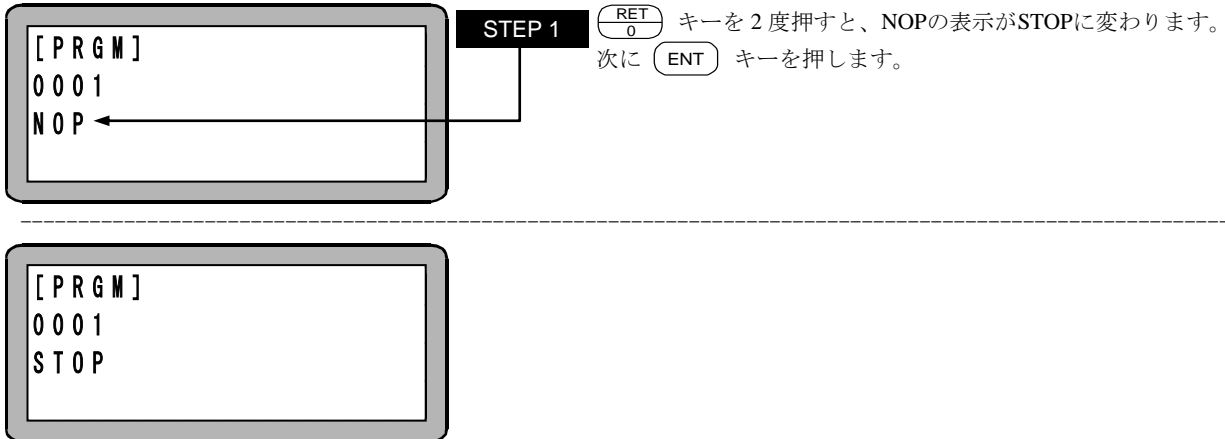 [PRGM]
0001
NOP
STEP 1
RET
0 キーを2度押すと、NOPの表示がSTOPに変わります。
次に ENT キーを押します。
[PRGM]
0001
STOP